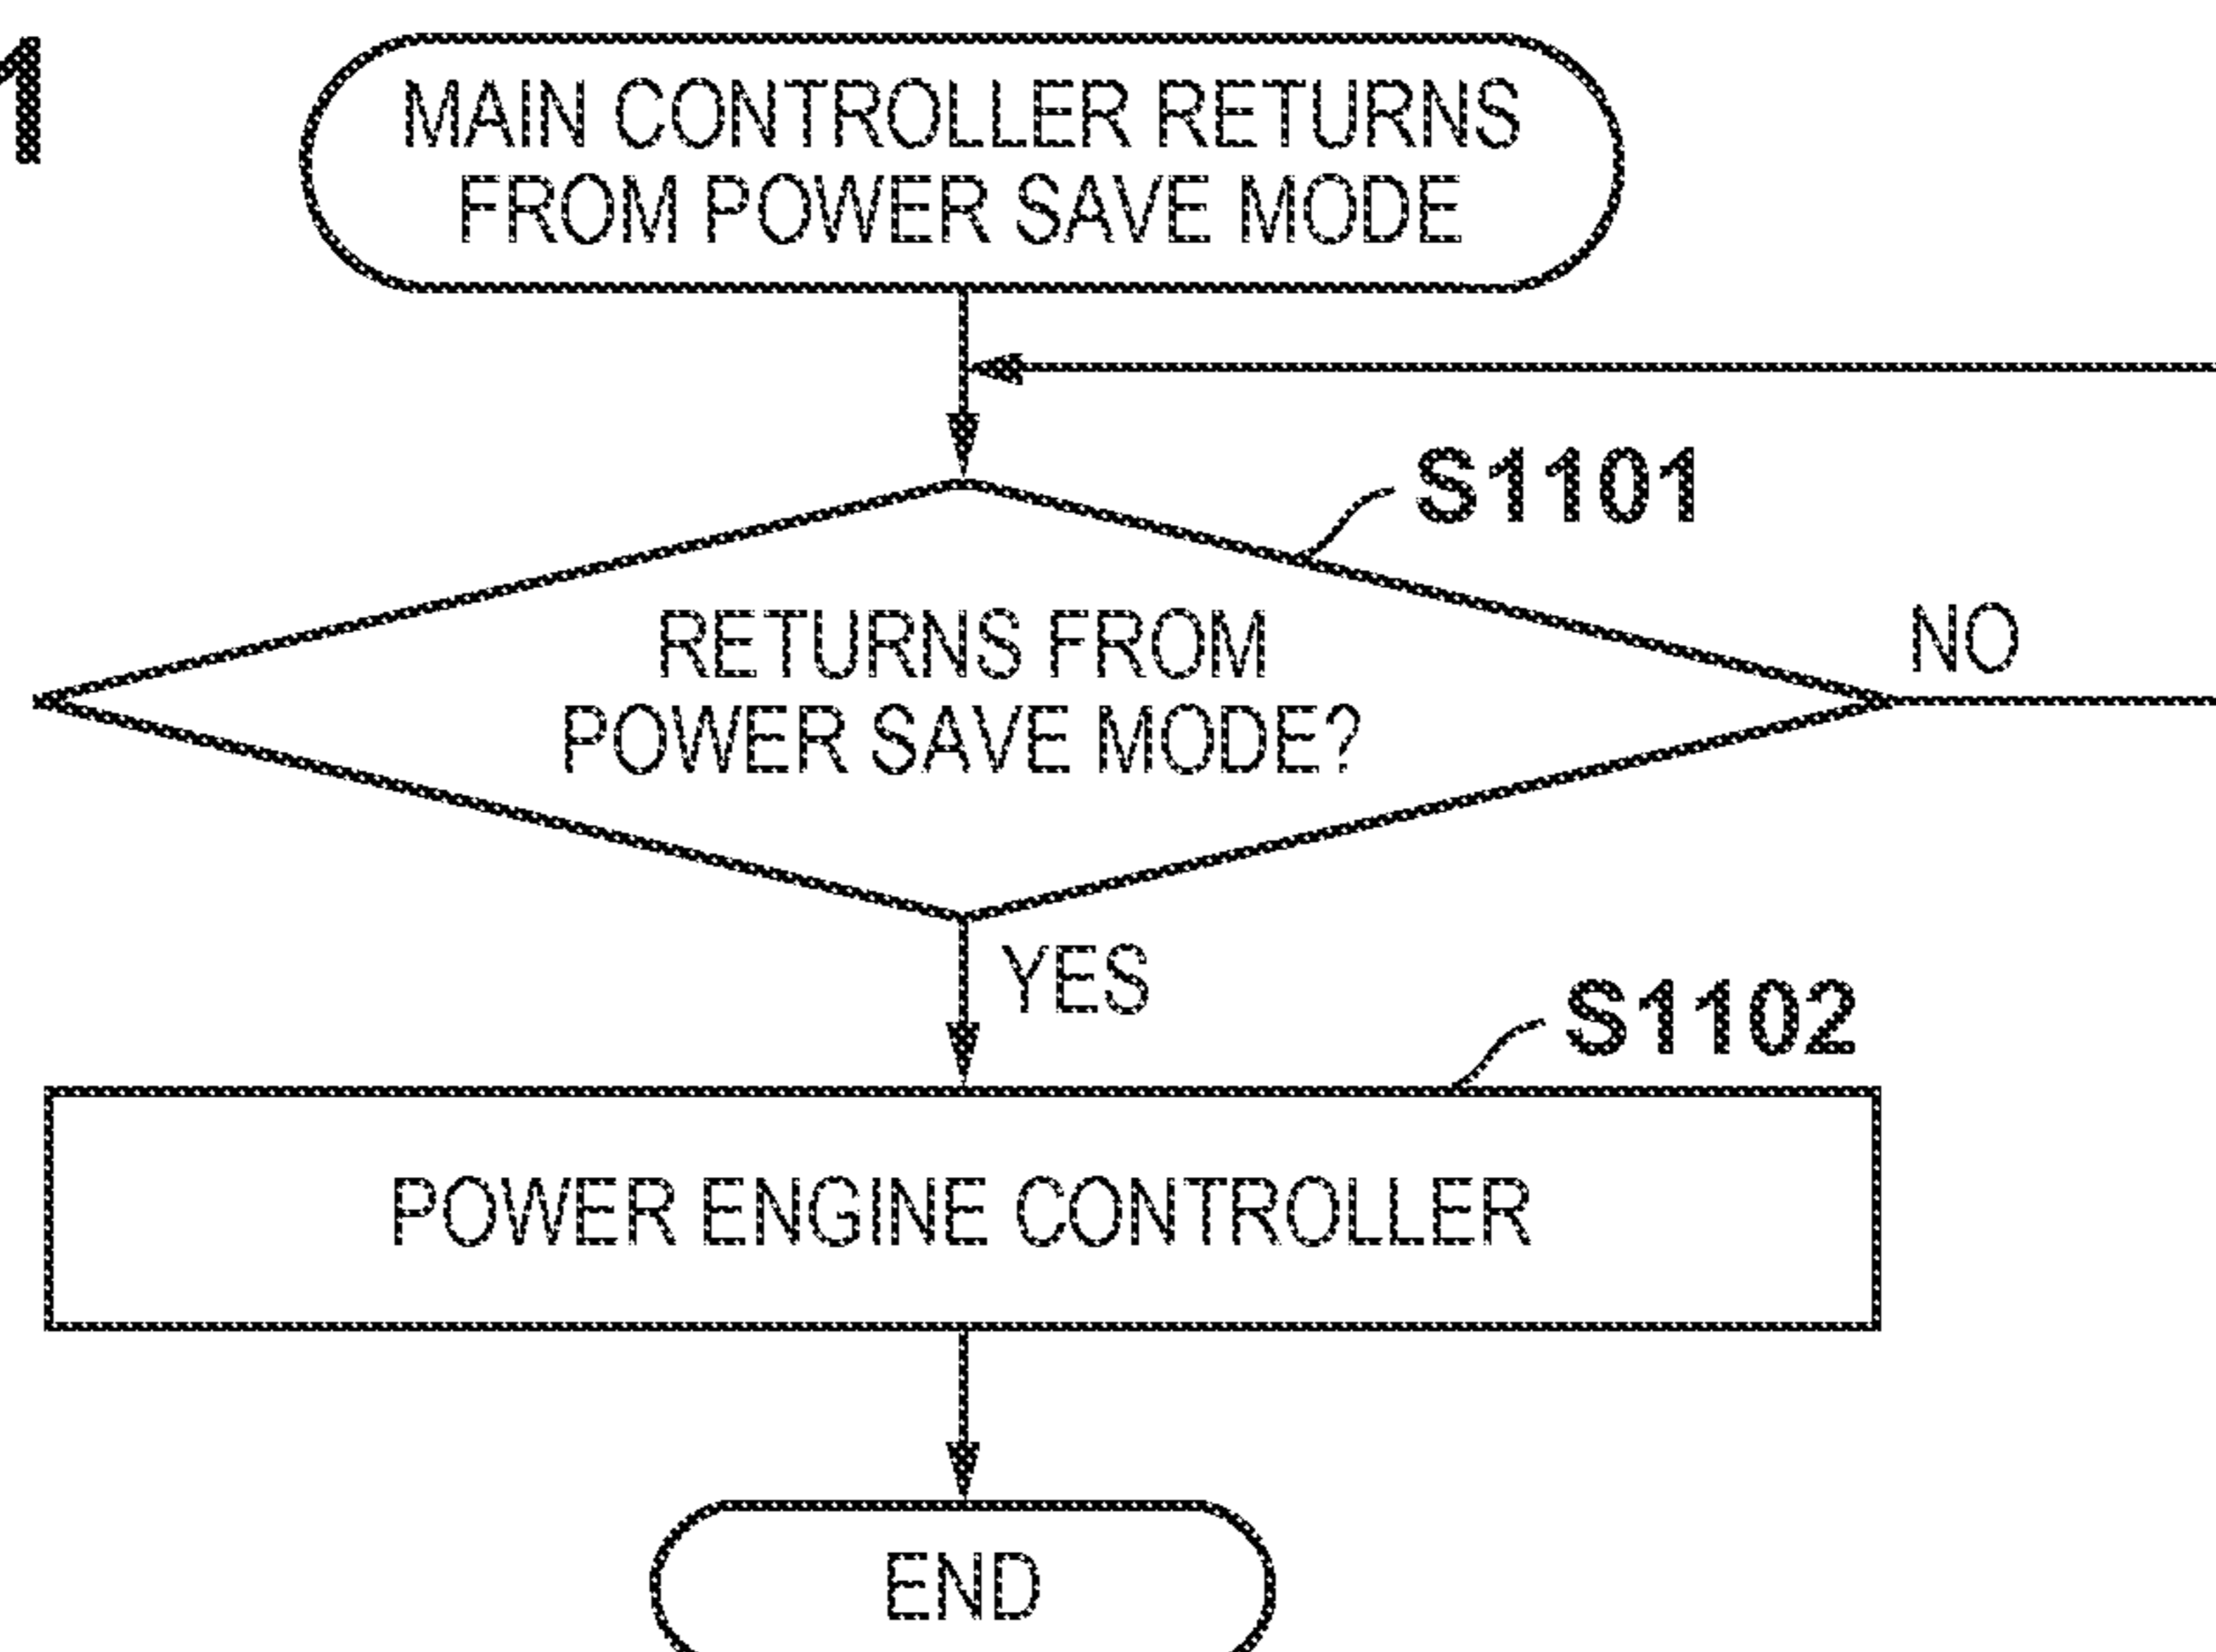 1
MAIN CONTROLLER RETURNS
FROM POWER SAVE MODE
S1101
RETURNS FROM
POWER SAVE MODE?
NO
YES
S1102
POWER ENGINE CONTROLLER
END